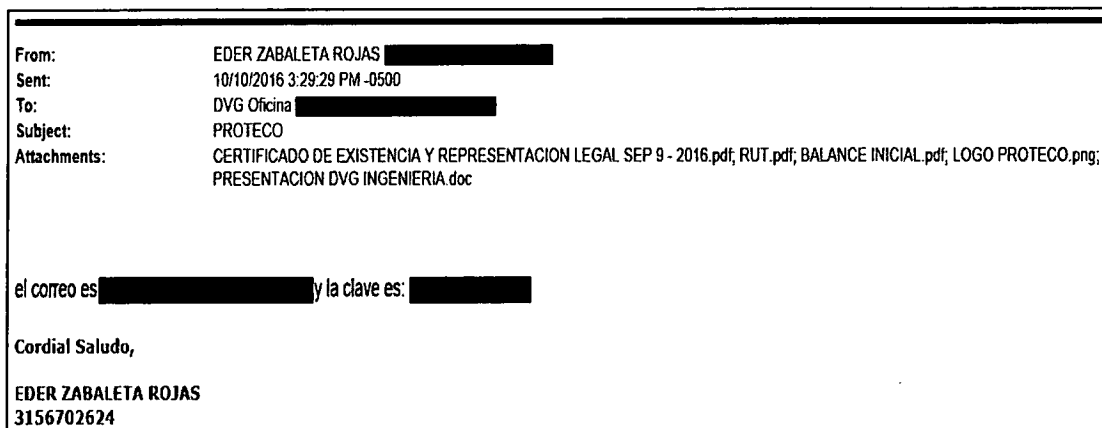 From: EDER ZABALETA ROJAS
Sent: 10/10/2016 3:29:29 PM -0500
To: DVG Oficina
Subject: PROTECO
Attachments: CERTIFICADO DE EXISTENCIA Y REPRESENTACION LEGAL SEP 9 - 2016.pdf; RUT.pdf; BALANCE INICIAL.pdf; LOGO PROTECO.png;
PRESENTACION DVG INGENIERIA.doc
el correo es y la clave es:
Cordial Saludo,
EDER ZABALETA ROJAS
3156702624